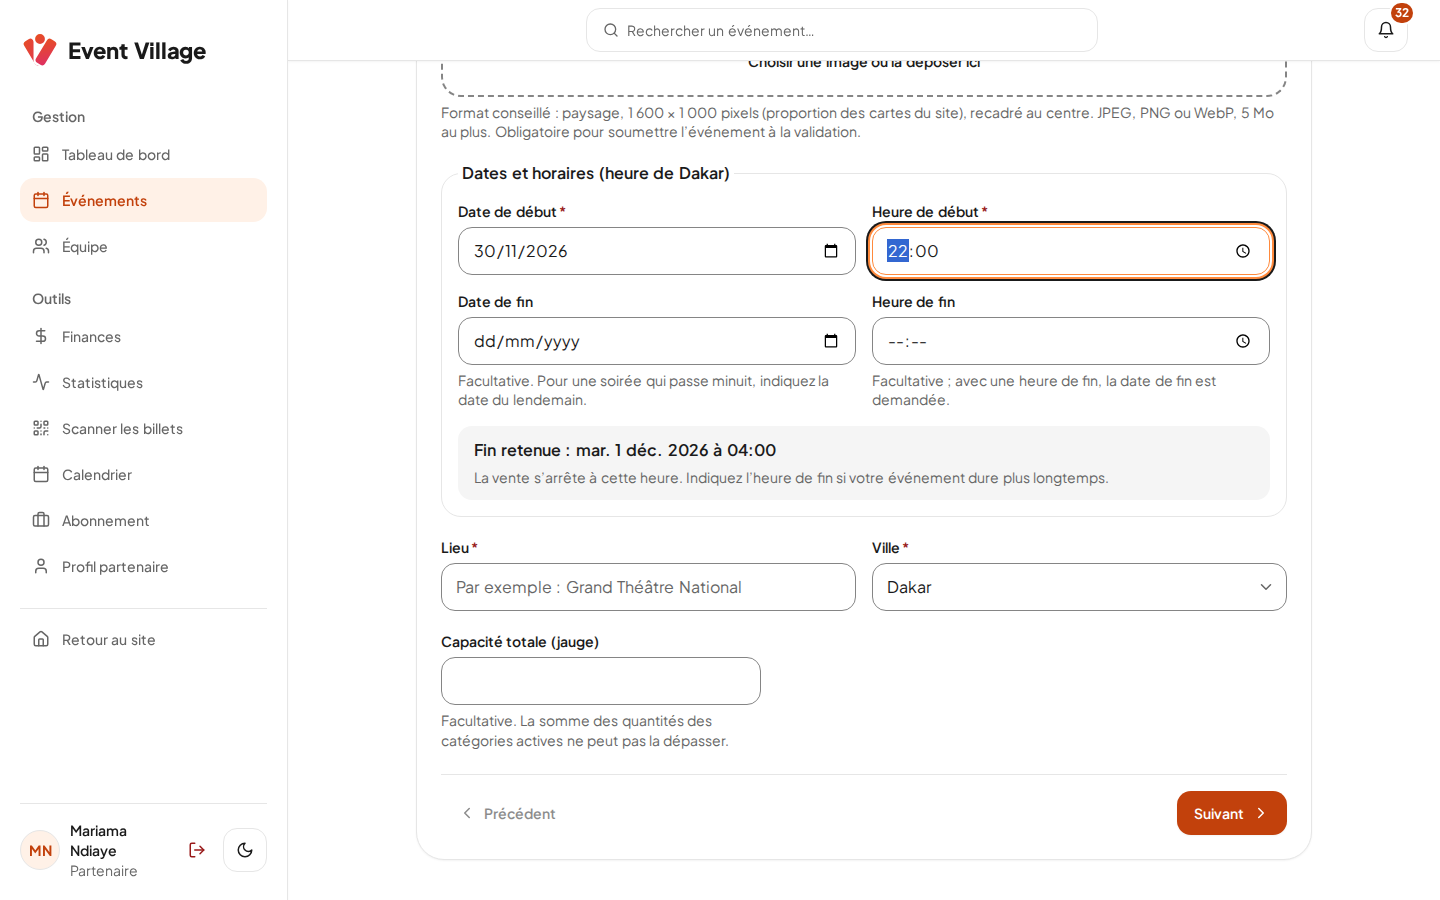 Event Village
Rechercher un événement…
32
Gestion
Tableau de bord
Événements
Équipe
Outils
Finances
Statistiques
Scanner les billets
Calendrier
Abonnement
Profil partenaire
Retour au site
MN
Mariama
Ndiaye
Partenaire
Choisir une image ou la déposer ici
Format conseillé : paysage, 1 600 × 1 000 pixels (proportion des cartes du site), recadré au centre. JPEG, PNG ou WebP, 5 Mo
au plus. Obligatoire pour soumettre l'événement à la validation.
Dates et horaires (heure de Dakar)
Date de début *
Heure de début *
30/11/2026
22:00
Date de fin
Heure de fin
dd/mm/yyyy
--:--
Facultative. Pour une soirée qui passe minuit, indiquez la
date du lendemain.
Facultative ; avec une heure de fin, la date de fin est
demandée.
Fin retenue : mar. 1 déc. 2026 à 04:00
La vente s'arrête à cette heure. Indiquez l'heure de fin si votre événement dure plus longtemps.
Lieu *
Ville *
Par exemple : Grand Théâtre National
Dakar
Capacité totale (jauge)
Facultative. La somme des quantités des
catégories actives ne peut pas la dépasser.
Précédent
Suivant